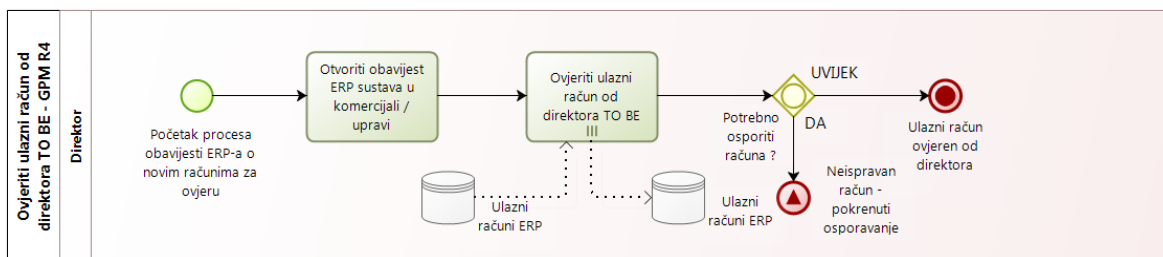 Ovjeriti ulazni račun od
direktora TO BE - GPM R4
Direktor
Početak procesa
obavijesti ERP-a o
novim računima za
ovjeru
Otvoriti obavijest
ERP sustava u
komercijali /
upravi
Ovjeriti ulazni
račun od
direktora TO BE
Ulazni
računi ERP
Ulazni
računi ERP
Potrebno
osporiti
računa ?
UVIJEK
DA
Ulazni račun
ovjeren od
direktora
Neispravan
račun -
pokrenuti
osporavanje